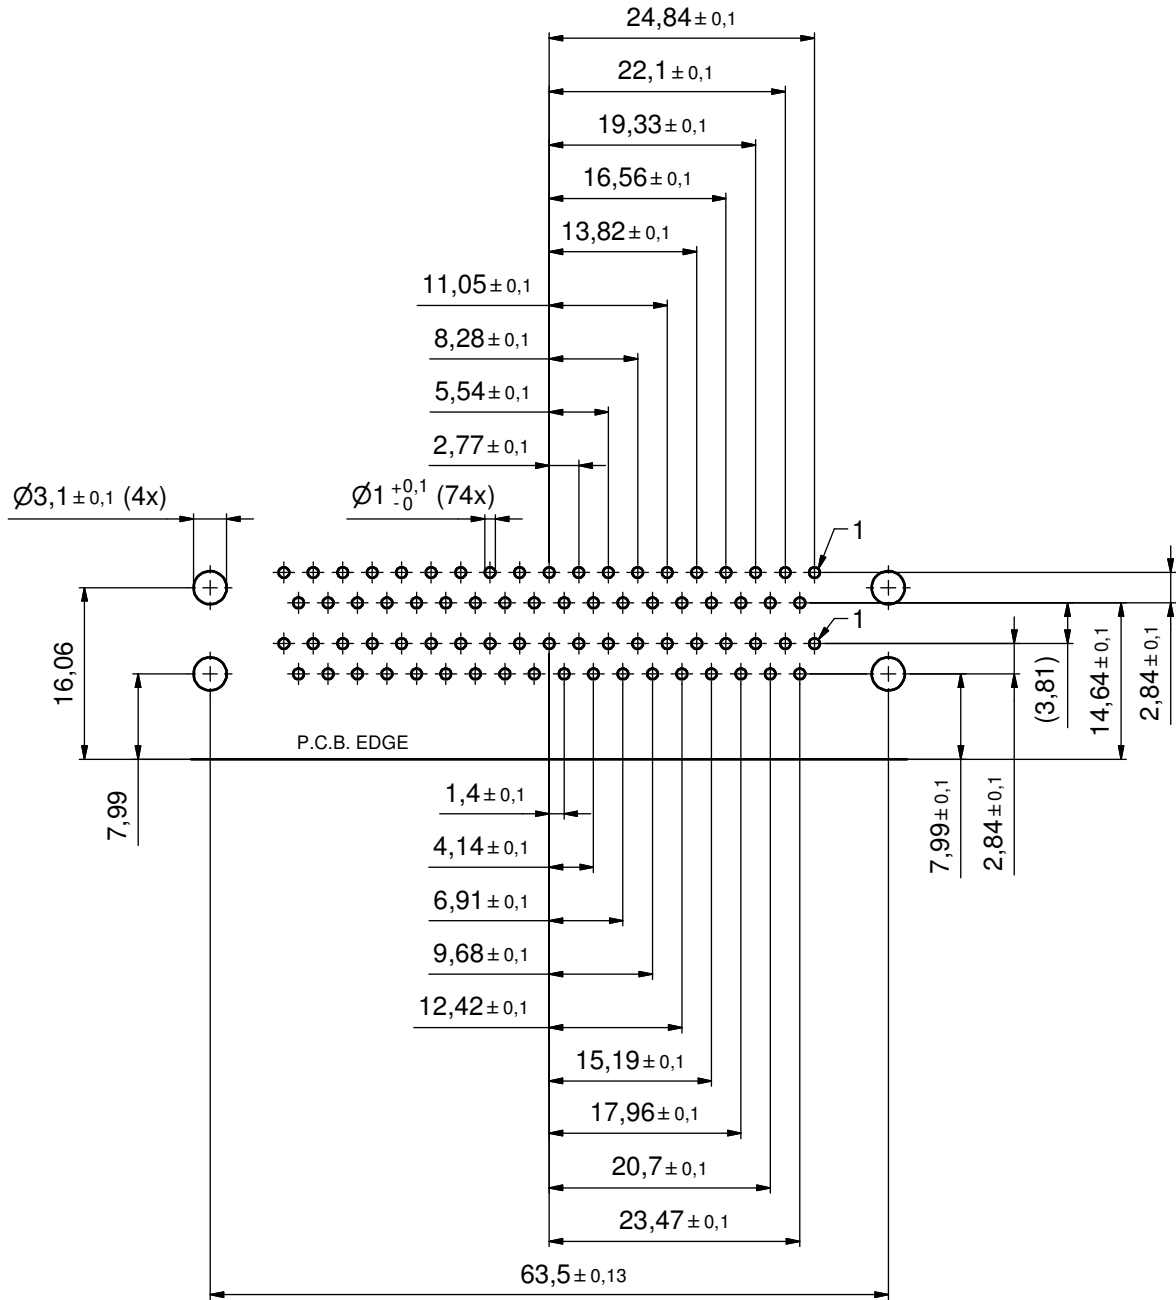 24,84 ± 0,1
22,1 ± 0,1
19,33 ± 0,1
16,56 ± 0,1
13,82 ± 0,1
11,05 ± 0,1
8,28 ± 0,1
5,54 ± 0,1
2,77 ± 0,1
Ø3,1 ± 0,1 (4x)
Ø1 +0,1 -0 (74x)
1
1
16,06
7,99
(3,81)
14,64 ± 0,1
2,84 ± 0,1
7,99 ± 0,1
2,84 ± 0,1
P.C.B. EDGE
1,4 ± 0,1
4,14 ± 0,1
6,91 ± 0,1
9,68 ± 0,1
12,42 ± 0,1
15,19 ± 0,1
17,96 ± 0,1
20,7 ± 0,1
23,47 ± 0,1
63,5 ± 0,13